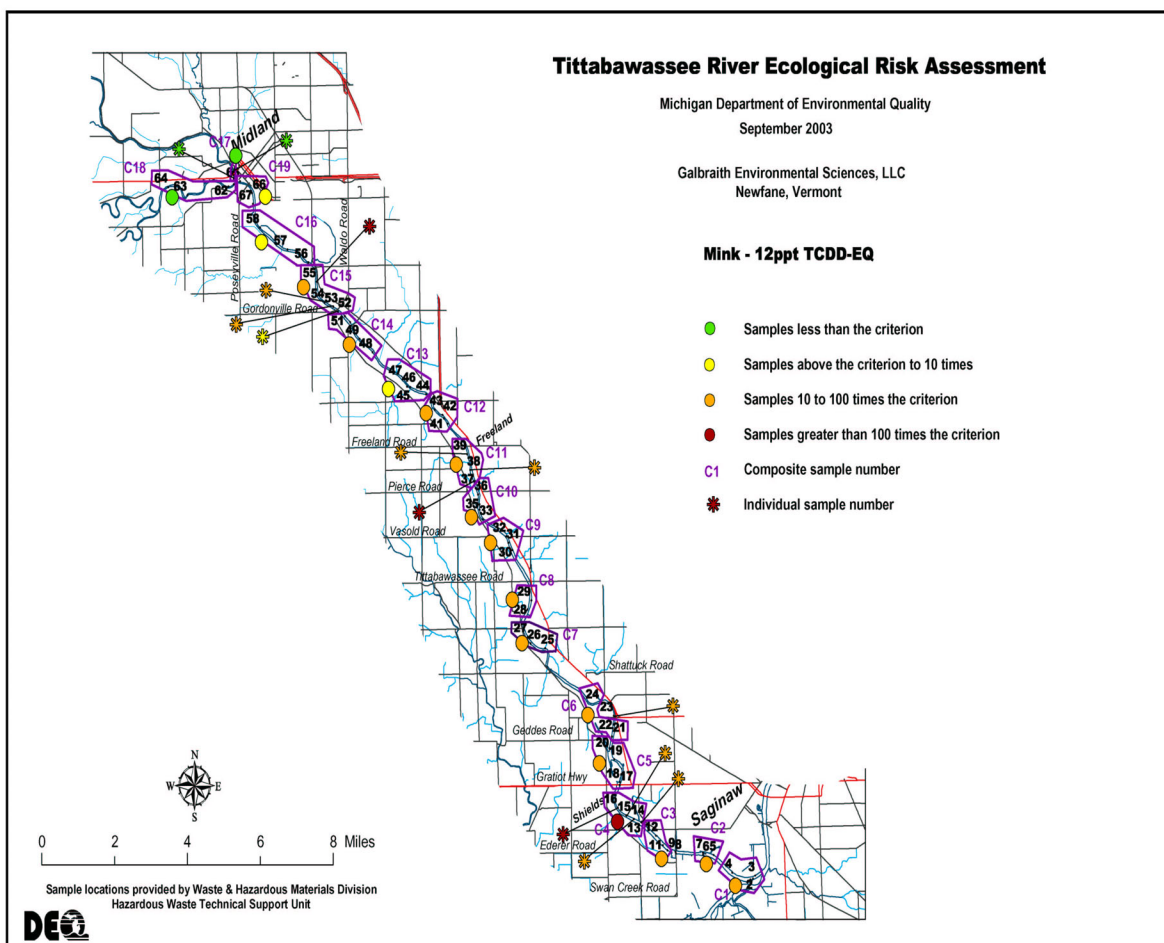 Tittabawassee River Ecological Risk Assessment
Michigan Department of Environmental Quality
September 2003
Galbraith Environmental Sciences, LLC
Newfane, Vermont
Mink - 12ppt TCDD-EQ
Samples less than the criterion
Samples above the criterion to 10 times
Samples 10 to 100 times the criterion
Samples greater than 100 times the criterion
C1 Composite sample number
Individual sample number
Midland
C17
C18
C19
64
63
62
66
67
Poseyville Road
Waldo Road
58
C16
57
56
55
C15
54
53
52
Gordonville Road
51
C14
49
48
C13
47
46
44
45
43
42
C12
41
Freeland
Freeland Road
39
C11
38
37
36
Pierce Road
C10
35
33
Vasold Road
32
31
C9
30
Tittabawassee Road
C8
29
28
27
26
25
C7
Shattuck Road
24
23
C6
22
21
Geddes Road
20
19
C5
18
17
Gratiot Hwy
16
15
14
Shields
C4
13
12
C3
Saginaw
11
98
C2
7
65
Ederer Road
4
3
2
C1
Swan Creek Road
N
W
E
S
0 2 4 6 8 Miles
Sample locations provided by Waste & Hazardous Materials Division
Hazardous Waste Technical Support Unit
DEQ